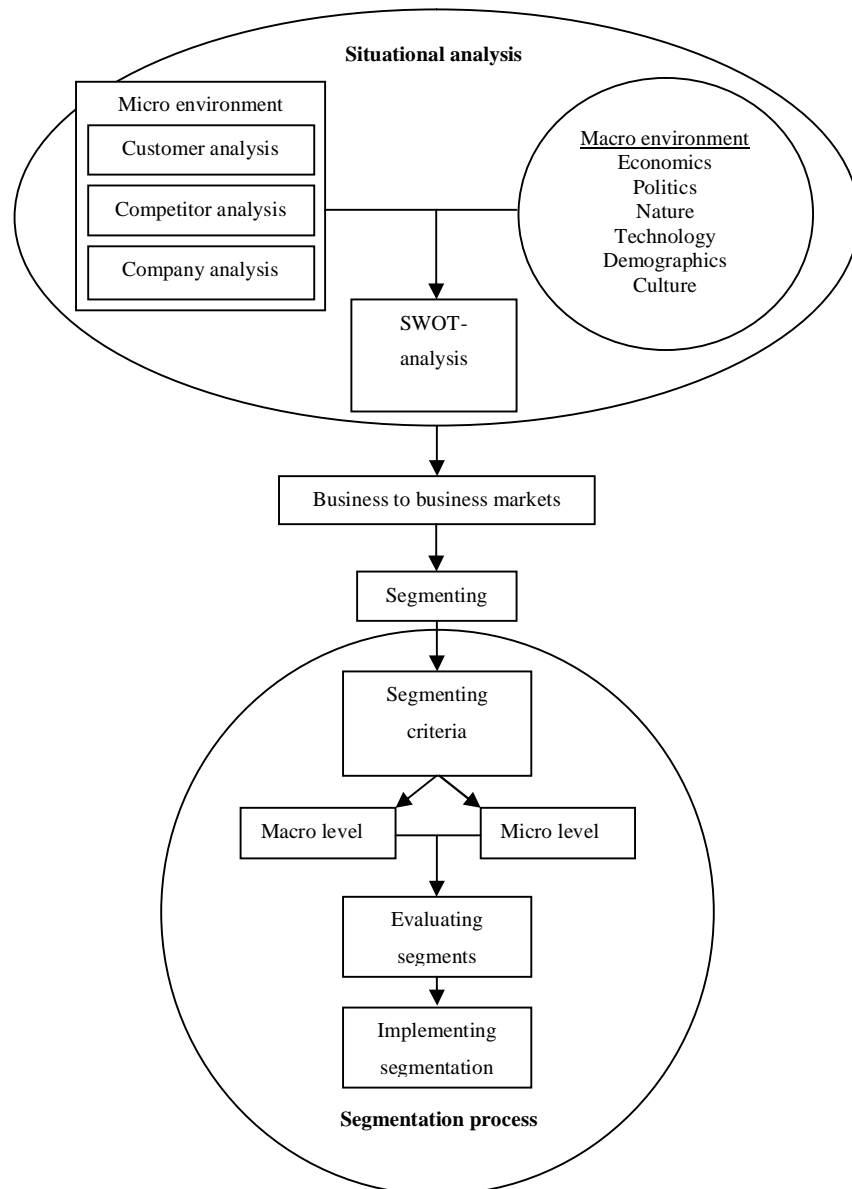 Situational analysis
Micro environment
Customer analysis
Competitor analysis
Company analysis
Macro environment
Economics
Politics
Nature
Technology
Demographics
Culture
SWOT-
analysis
Business to business markets
Segmenting
Segmenting
criteria
Macro level
Micro level
Evaluating
segments
Implementing
segmentation
Segmentation process